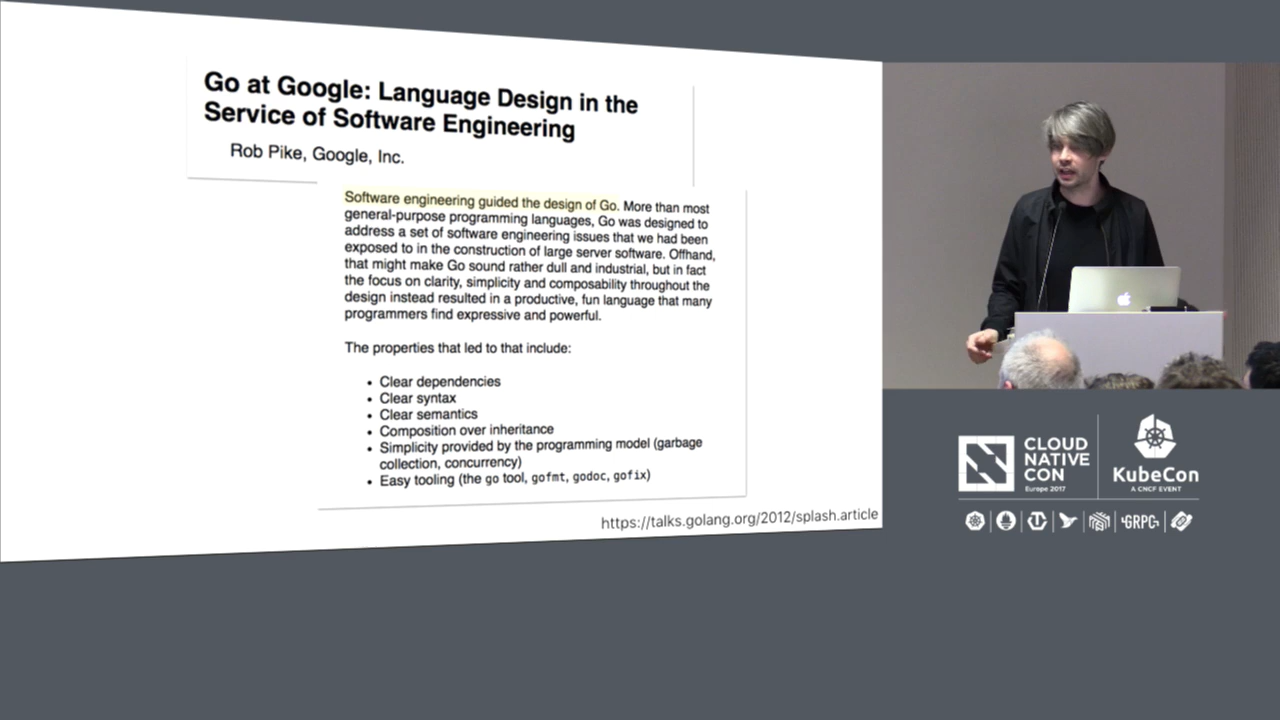 Go at Google: Language Design in the
Service of Software Engineering
Rob Pike, Google, Inc.
Software engineering guided the design of Go. More than most
general-purpose programming languages, Go was designed to
address a set of software engineering issues that we had been
exposed to in the construction of large server software. Offhand,
that might make Go sound rather dull and industrial, but in fact
the focus on clarity, simplicity and composability throughout the
design instead resulted in a productive, fun language that many
programmers find expressive and powerful.
The properties that led to that include:
• Clear dependencies
• Clear syntax
• Clear semantics
• Composition over inheritance
• Simplicity provided by the programming model (garbage
collection, concurrency)
• Easy tooling (the go tool, gofmt, godoc, gofix)
https://talks.golang.org/2012/splash.article
CLOUD
NATIVE
CON
Europe 2017
KubeCon
A CNCF EVENT
GRPC